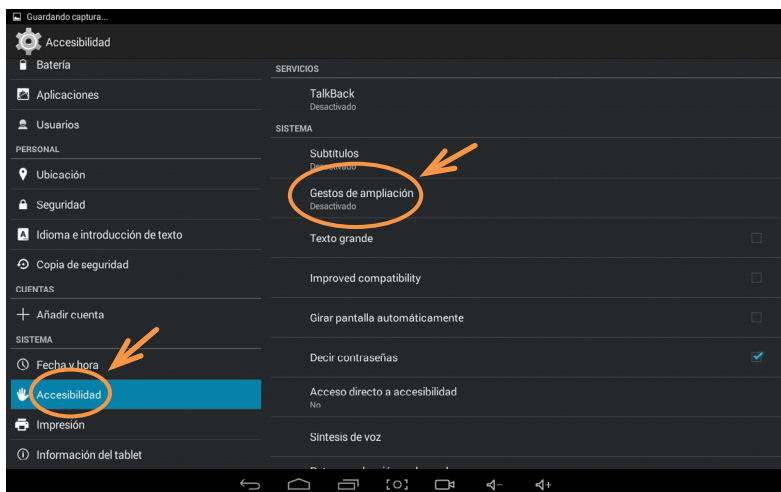 Guardando captura...
Accesibilidad
Batería
Aplicaciones
Usuarios
PERSONAL
Ubicación
Seguridad
Idioma e introducción de texto
Copia de seguridad
CUENTAS
Añadir cuenta
SISTEMA
Fecha y hora
Accesibilidad
Impresión
Información del tablet
SERVICIOS
TalkBack
Desactivado
SISTEMA
Subtítulos
Desactivado
Gestos de ampliación
Desactivado
Texto grande
Improved compatibility
Girar pantalla automáticamente
Decir contraseñas
Acceso directo a accesibilidad
No
Síntesis de voz